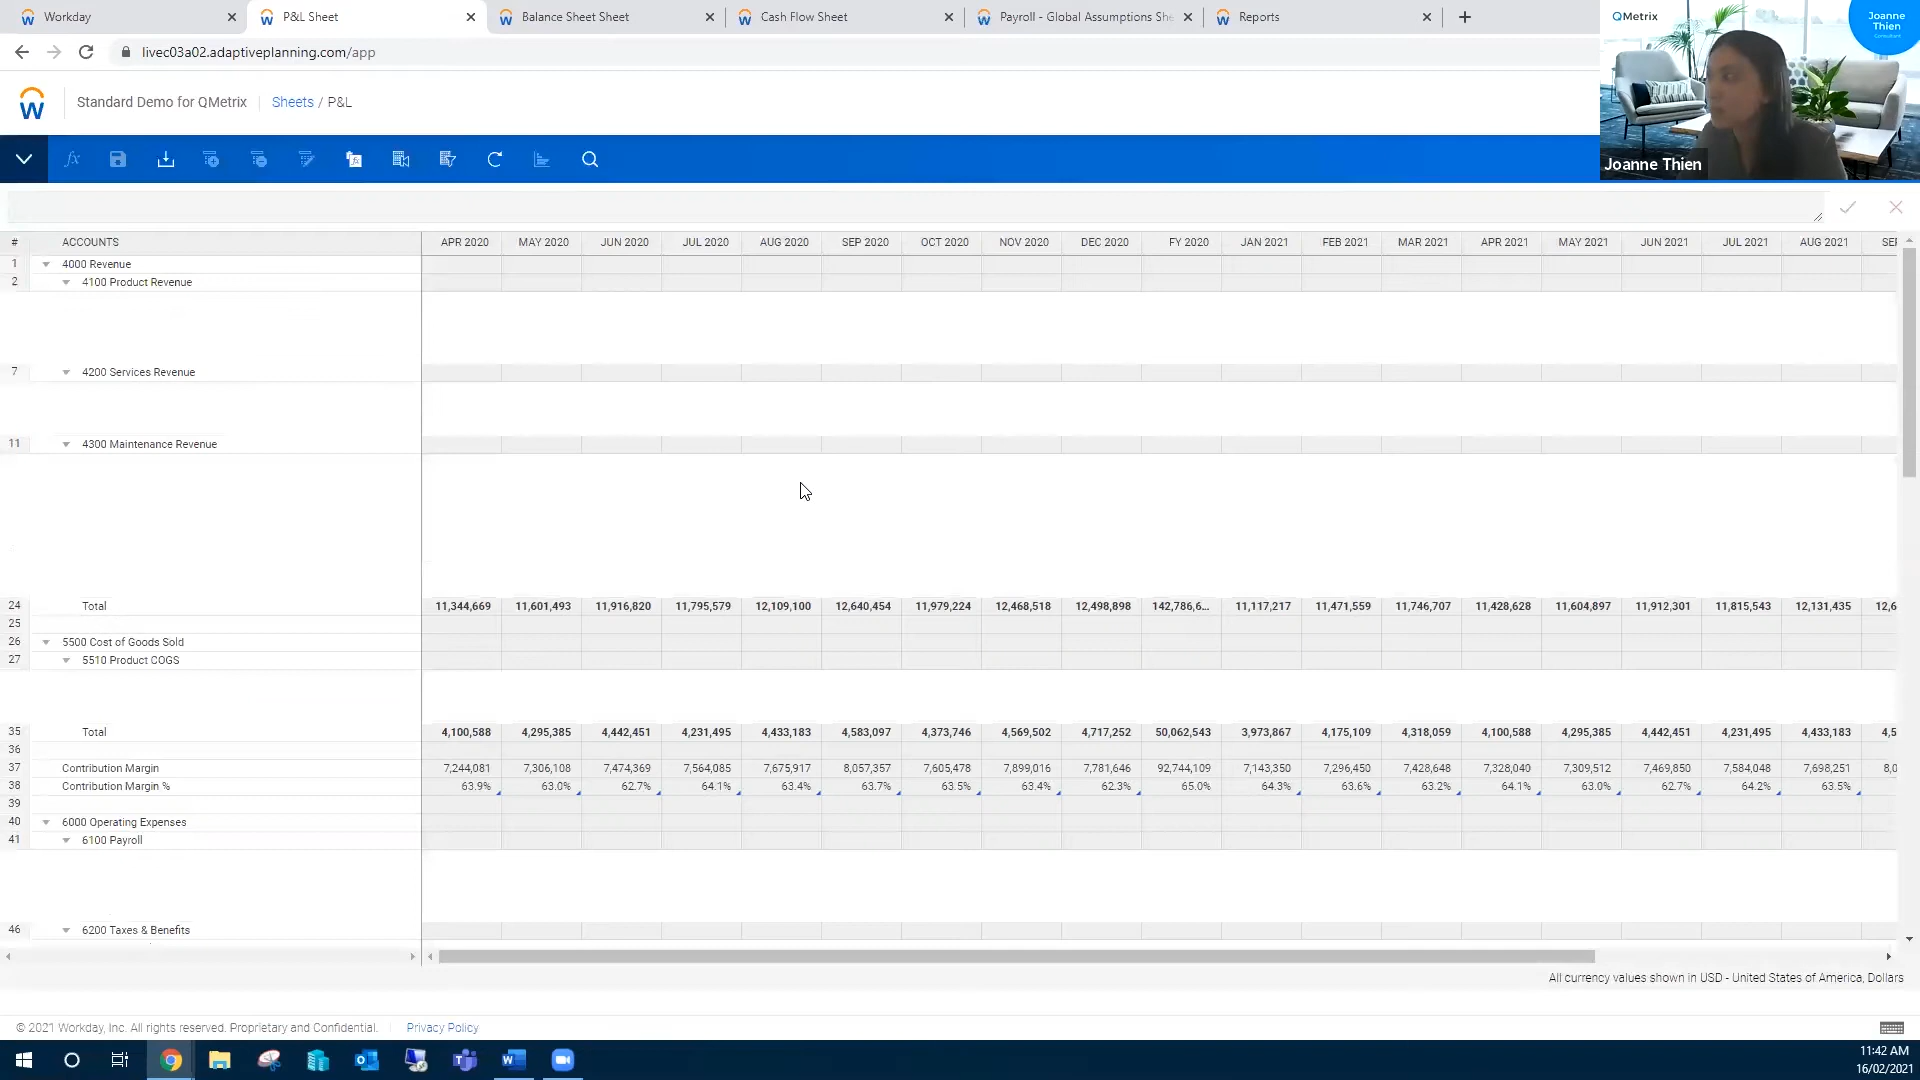 Workday
P&L Sheet
Balance Sheet Sheet
Cash Flow Sheet
Payroll - Global Assumptions She
Reports
livec03a02.adaptiveplanning.com/app
QMetrix
Joanne
Thien
Joanne Thien
Standard Demo for QMetrix
Sheets / P&L
# ACCOUNTS APR 2020 MAY 2020 JUN 2020 JUL 2020 AUG 2020 SEP 2020 OCT 2020 NOV 2020 DEC 2020 FY 2020 JAN 2021 FEB 2021 MAR 2021 APR 2021 MAY 2021 JUN 2021 JUL 2021 AUG 2021 SEP
1 4000 Revenue
2 4100 Product Revenue
7 4200 Services Revenue
11 4300 Maintenance Revenue
24 Total 11,344,669 11,601,493 11,916,820 11,795,579 12,109,100 12,640,454 11,979,224 12,468,518 12,498,898 142,786,6... 11,117,217 11,471,559 11,746,707 11,428,628 11,604,897 11,912,301 11,815,543 12,131,435 12,6
25
26 5500 Cost of Goods Sold
27 5510 Product COGS
35 Total 4,100,588 4,295,385 4,442,451 4,231,495 4,433,183 4,583,097 4,373,746 4,569,502 4,717,252 50,062,543 3,973,867 4,175,109 4,318,059 4,100,588 4,295,385 4,442,451 4,231,495 4,433,183 4,5
36
37 Contribution Margin 7,244,081 7,306,108 7,474,369 7,564,085 7,675,917 8,057,357 7,605,478 7,899,016 7,781,646 92,744,109 7,143,350 7,296,450 7,428,648 7,328,040 7,309,512 7,469,850 7,584,048 7,698,251 8,0
38 Contribution Margin % 63.9% 63.0% 62.7% 64.1% 63.4% 63.7% 63.5% 63.4% 62.3% 65.0% 64.3% 63.6% 63.2% 64.1% 63.0% 62.7% 64.2% 63.5%
39
40 6000 Operating Expenses
41 6100 Payroll
46 6200 Taxes & Benefits
All currency values shown in USD - United States of America, Dollars
© 2021 Workday, Inc. All rights reserved. Proprietary and Confidential.
Privacy Policy
11:42 AM
16/02/2021